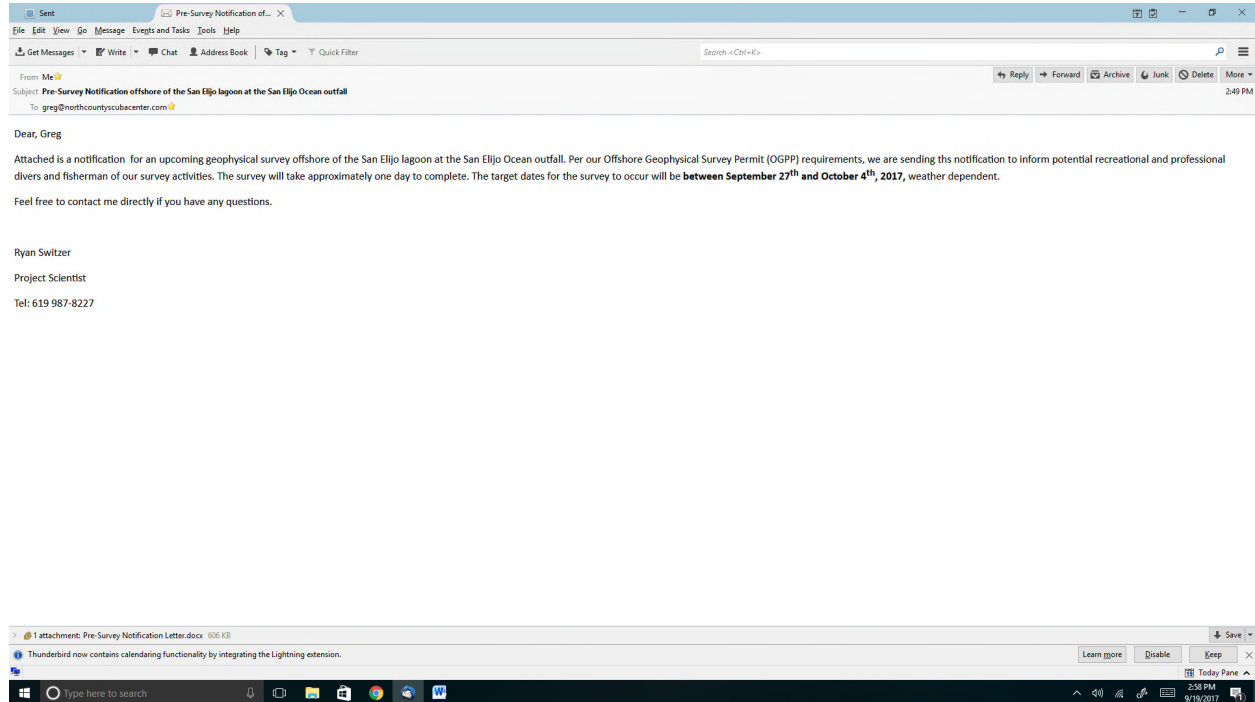 Sent
Pre-Survey Notification of...
File Edit View Go Message Events and Tasks Tools Help
Get Messages Write Chat Address Book Tag Quick Filter Search <Ctrl+K>
From Me Reply Forward Archive Junk Delete More
Subject Pre-Survey Notification offshore of the San Elijo lagoon at the San Elijo Ocean outfall 2:49 PM
To greg@northcountyscubacenter.com
Dear, Greg
Attached is a notification for an upcoming geophysical survey offshore of the San Elijo lagoon at the San Elijo Ocean outfall. Per our Offshore Geophysical Survey Permit (OGPP) requirements, we are sending ths notification to inform potential recreational and professional
divers and fisherman of our survey activities. The survey will take approximately one day to complete. The target dates for the survey to occur will be between September 27th and October 4th, 2017, weather dependent.
Feel free to contact me directly if you have any questions.
Ryan Switzer
Project Scientist
Tel: 619 987-8227
1 attachment: Pre-Survey Notification Letter.docx 606 KB Save
Thunderbird now contains calendaring functionality by integrating the Lightning extension. Learn more Disable Keep
Today Pane
Type here to search 2:58 PM
9/19/2017